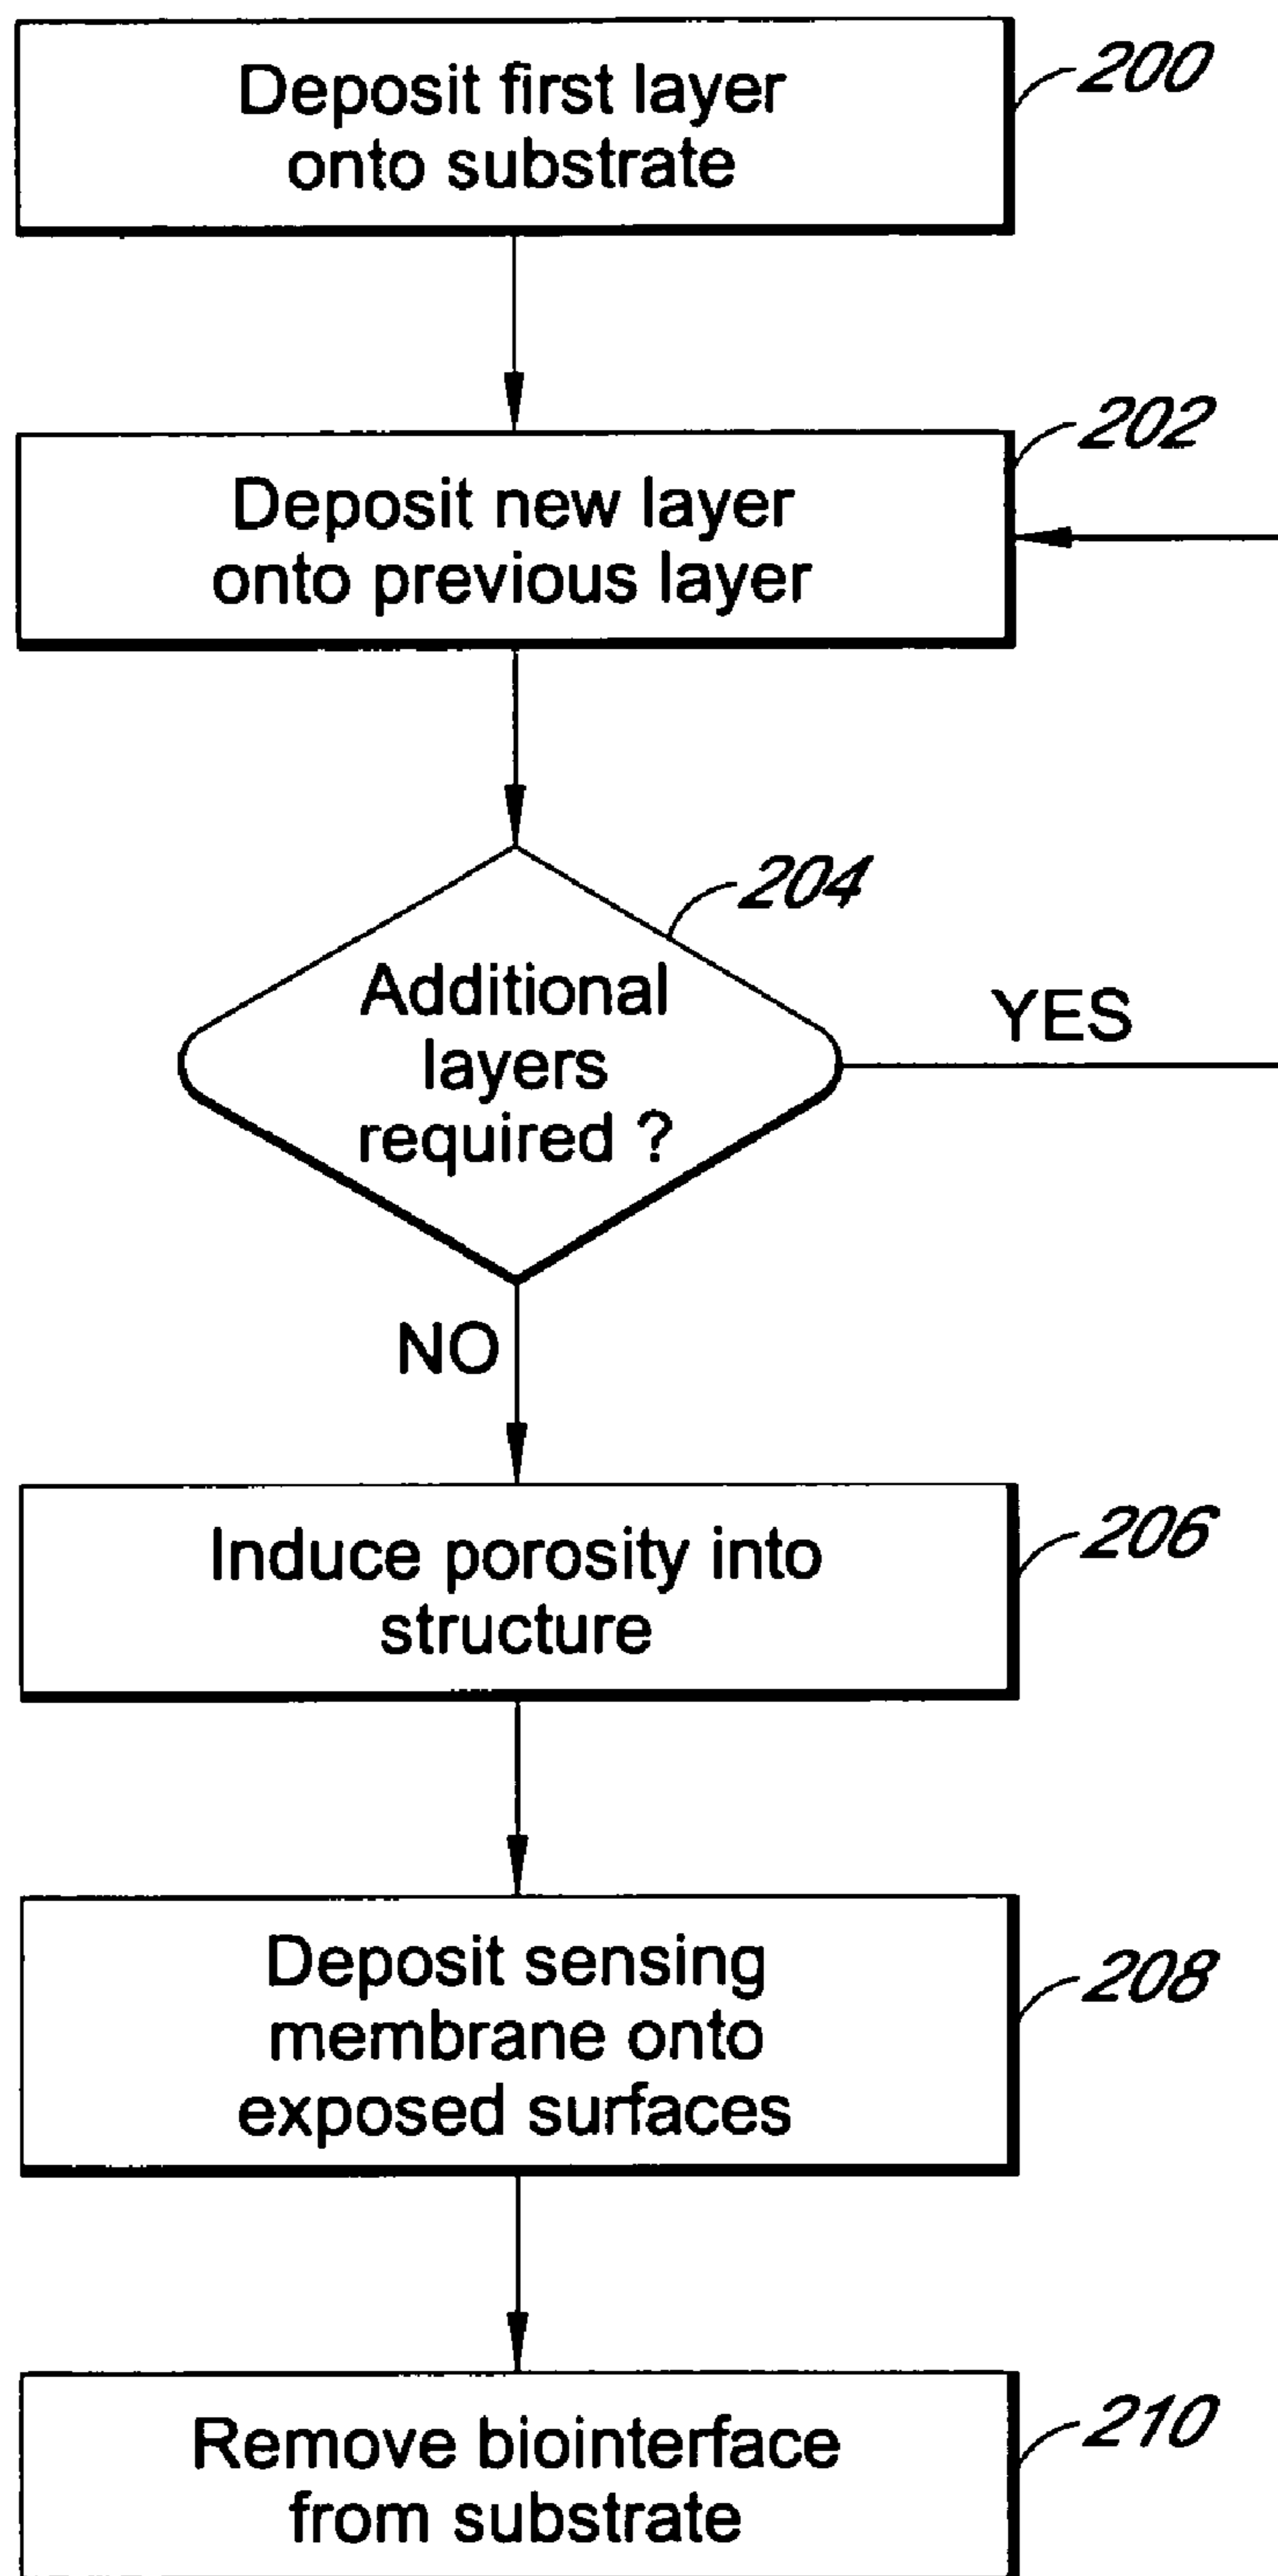 Deposit first layer
onto substrate
200
Deposit new layer
onto previous layer
202
Additional
layers
required ?
204
YES
NO
Induce porosity into
structure
206
Deposit sensing
membrane onto
exposed surfaces
208
Remove biointerface
from substrate
210